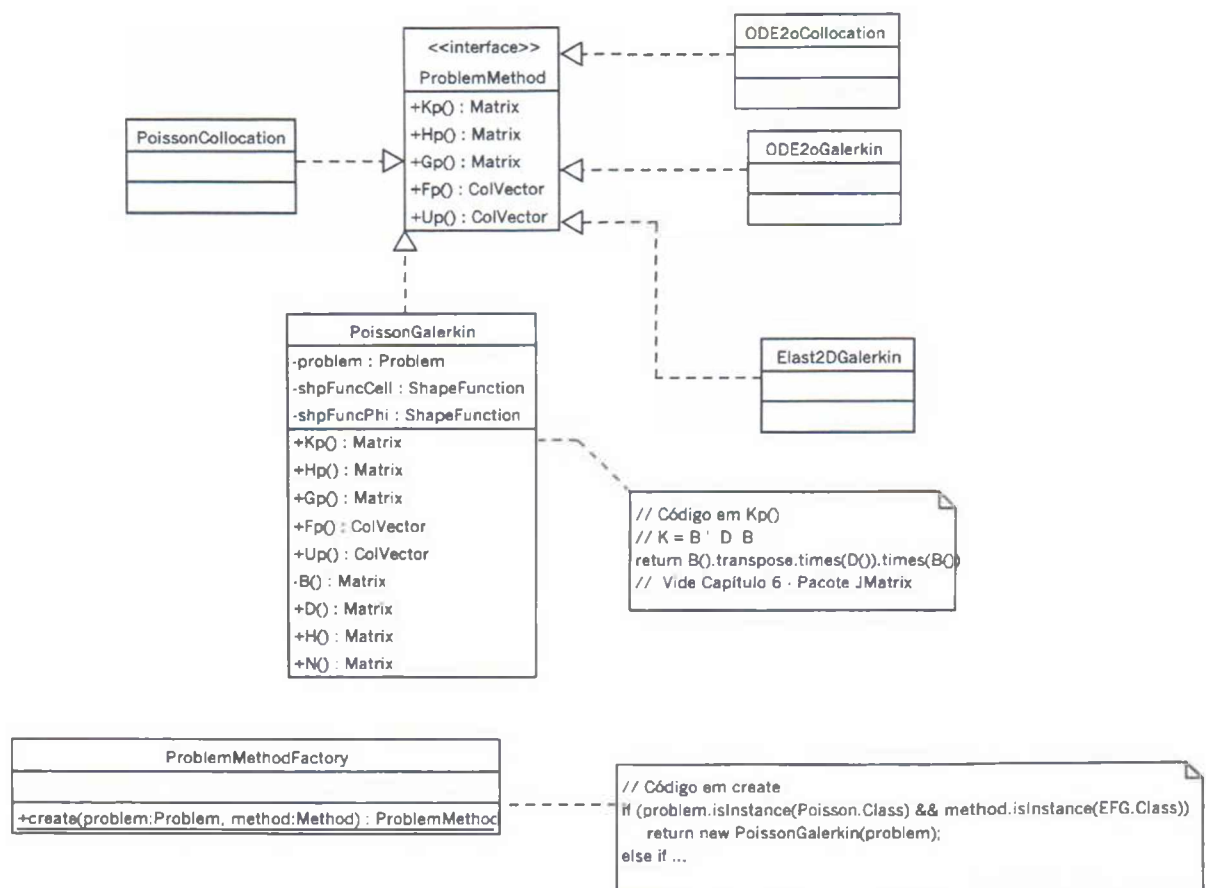 <<interface>>
ProblemMethod
+Kp() : Matrix
+Hp() : Matrix
+Gp() : Matrix
+Fp() : ColVector
+Up() : ColVector
ODE2oCollocation
PoissonCollocation
ODE2oGalerkin
PoissonGalerkin
-problem : Problem
-shpFuncCell : ShapeFunction
-shpFuncPhi : ShapeFunction
+Kp() : Matrix
+Hp() : Matrix
+Gp() : Matrix
+Fp() : ColVector
+Up() : ColVector
-B() : Matrix
+D() : Matrix
+H() : Matrix
+N() : Matrix
Elast2DGalerkin
// Código em Kp()
// K = B ' D B
return B().transpose.times(D()).times(B())
// Vide Capítulo 6 - Pacote JMatrix
ProblemMethodFactory
+create(problem:Problem, method:Method) : ProblemMethod
// Código em create
if (problem.isInstance(Poisson.Class) && method.isInstance(EFG.Class))
return new PoissonGalerkin(problem);
else if ...